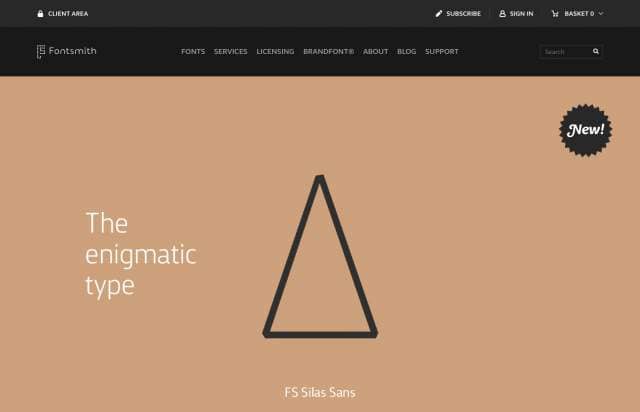 CLIENT AREA
SUBSCRIBE
SIGN IN
BASKET 0
Fontsmith
FONTS SERVICES LICENSING BRANDFONT® ABOUT BLOG SUPPORT
Search
New!
The
enigmatic
type
FS Silas Sans